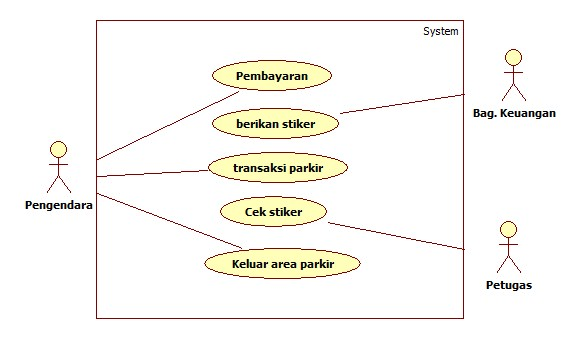 System
Pembayaran
berikan stiker
Bag. Keuangan
transaksi parkir
Pengendara
Cek stiker
Keluar area parkir
Petugas